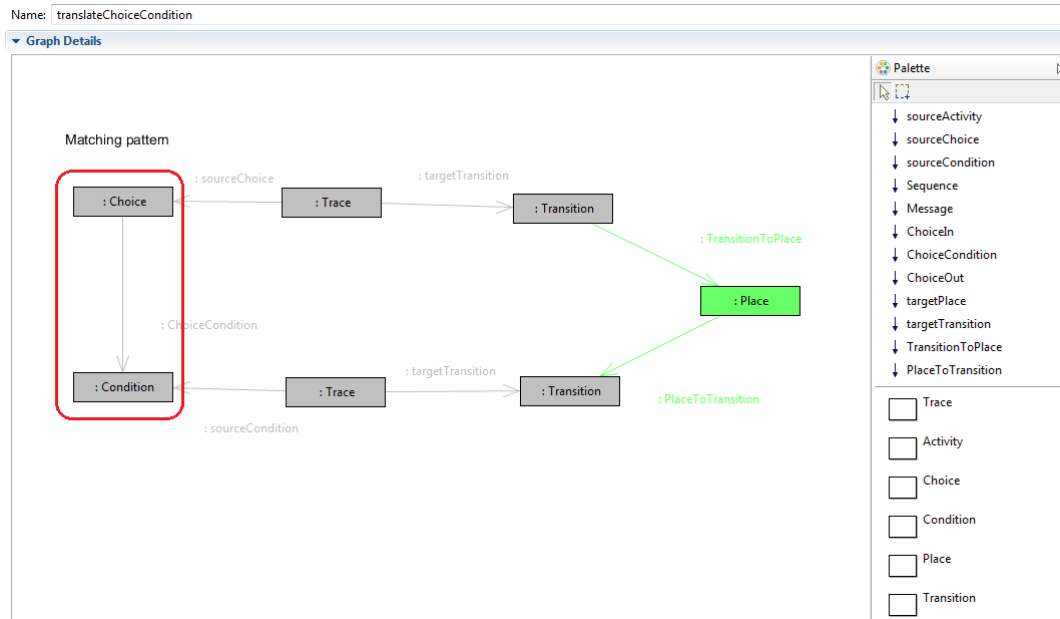 Name: translateChoiceCondition
Graph Details
Matching pattern
: Choice
: sourceChoice
: Trace
: targetTransition
: Transition
: TransitionToPlace
: Place
: ChoiceCondition
: Condition
: sourceCondition
: Trace
: targetTransition
: Transition
: PlaceToTransition
Palette
sourceActivity
sourceChoice
sourceCondition
Sequence
Message
ChoiceIn
ChoiceCondition
ChoiceOut
targetPlace
targetTransition
TransitionToPlace
PlaceToTransition
Trace
Activity
Choice
Condition
Place
Transition